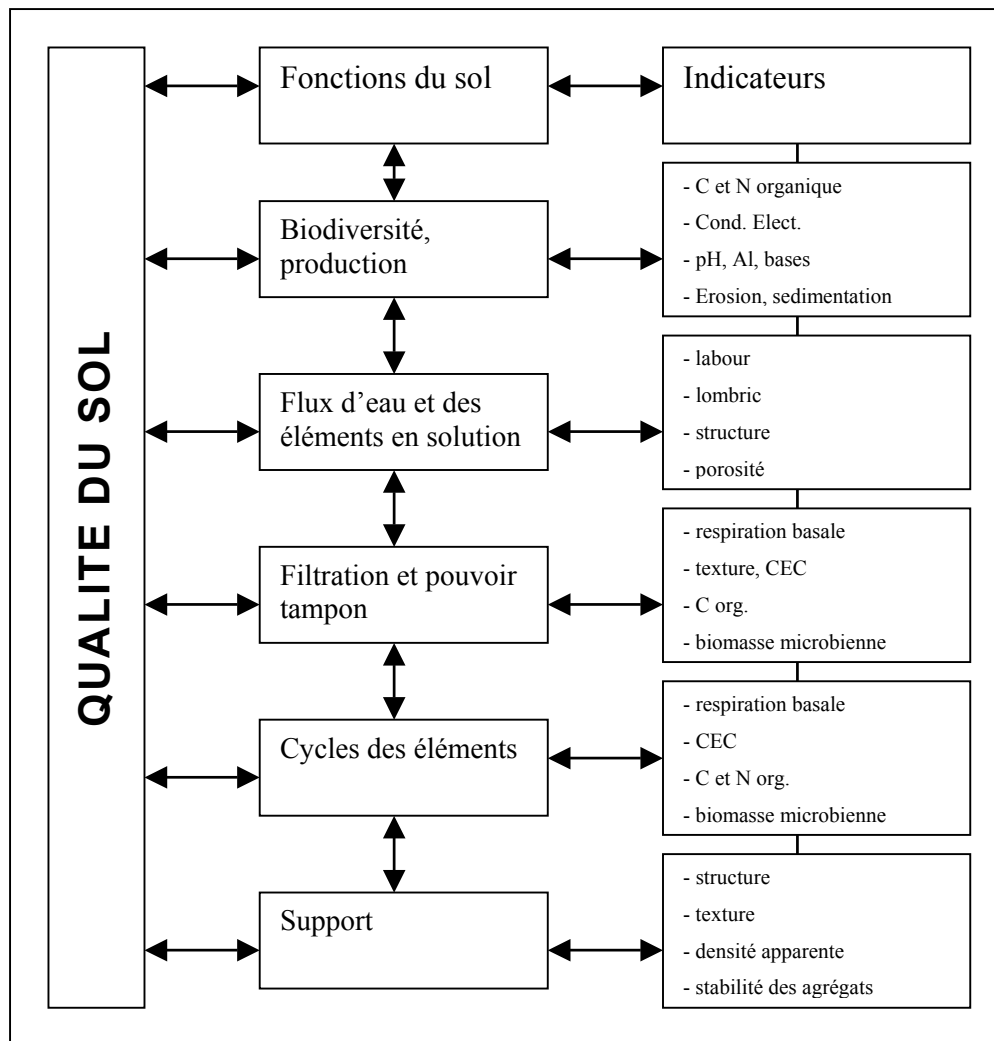 QUALITE DU SOL
Fonctions du sol
Indicateurs
Biodiversité,
production
- C et N organique
- Cond. Elect.
- pH, Al, bases
- Erosion, sedimentation
Flux d’eau et des
éléments en solution
- labour
- lombric
- structure
- porosité
Filtration et pouvoir
tampon
- respiration basale
- texture, CEC
- C org.
- biomasse microbienne
Cycles des éléments
- respiration basale
- CEC
- C et N org.
- biomasse microbienne
Support
- structure
- texture
- densité apparente
- stabilité des agrégats